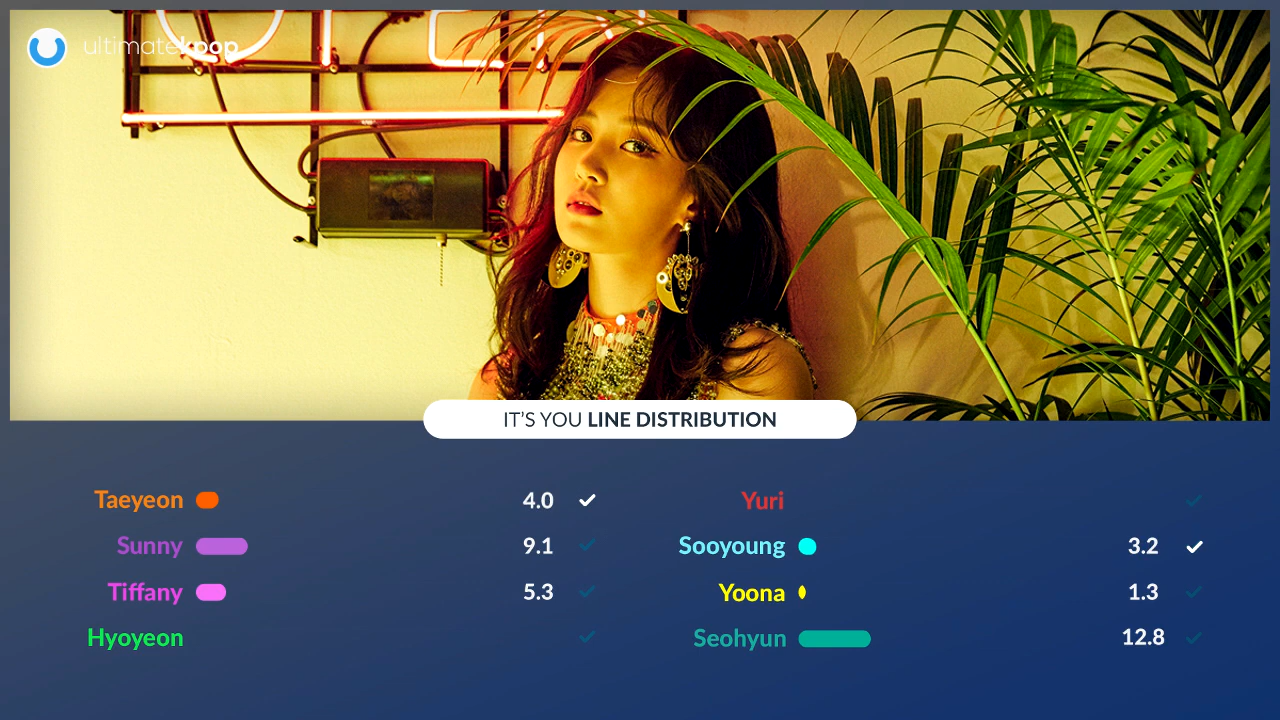 ultimatekpop
IT'S YOU LINE DISTRIBUTION
Taeyeon 4.0
Sunny 9.1
Tiffany 5.3
Hyoyeon
Yuri
Sooyoung 3.2
Yoona 1.3
Seohyun 12.8